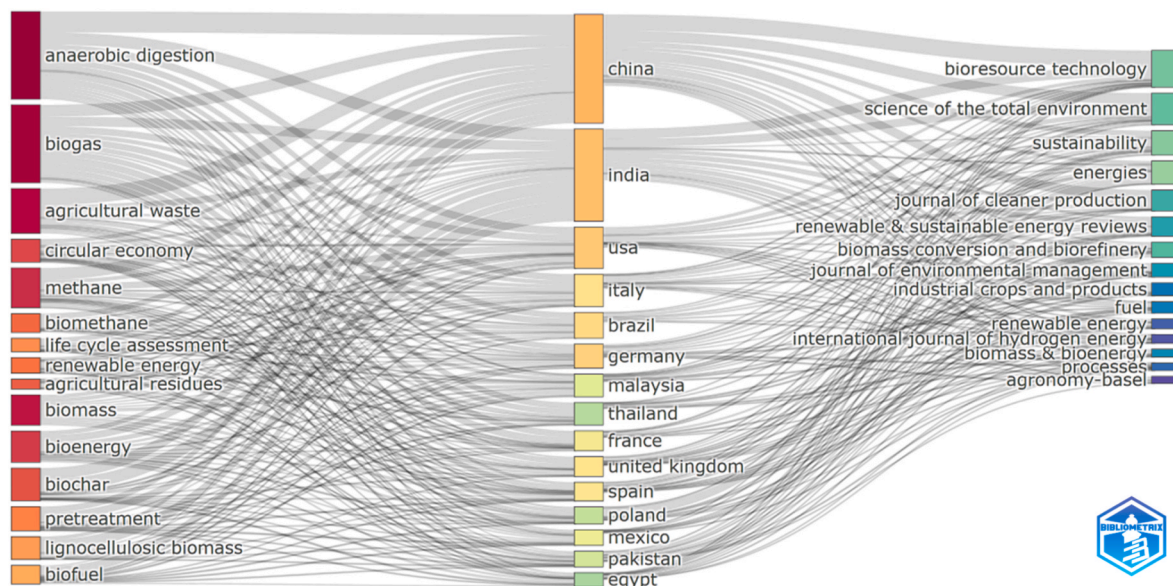 anaerobic digestion
biogas
agricultural waste
circular economy
methane
biomethane
life cycle assessment
renewable energy
agricultural residues
biomass
bioenergy
biochar
pretreatment
lignocellulosic biomass
biofuel
china
india
usa
italy
brazil
germany
malaysia
thailand
france
united kingdom
spain
poland
mexico
pakistan
egypt
bioresource technology
science of the total environment
sustainability
energies
journal of cleaner production
renewable & sustainable energy reviews
biomass conversion and biorefinery
journal of environmental management
industrial crops and products
fuel
renewable energy
international journal of hydrogen energy
biomass & bioenergy
processes
agronomy-basel
BIBLIOMETRIX